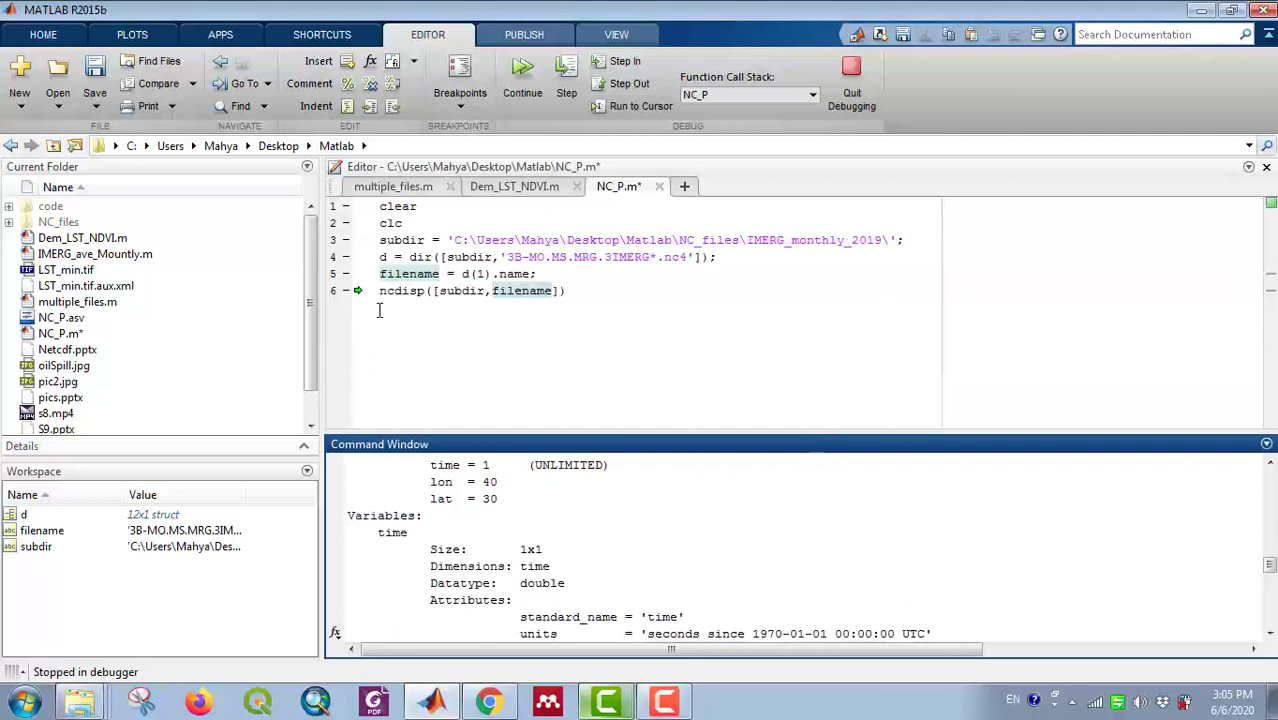 MATLAB R2015b
HOME PLOTS APPS SHORTCUTS EDITOR PUBLISH VIEW Search Documentation
New Open Save Find Files Compare Print Go To Find Insert Comment Indent fx Breakpoints Continue Step Step In Step Out Run to Cursor Function Call Stack: NC_P Quit Debugging
FILE NAVIGATE EDIT BREAKPOINTS DEBUG
C: Users Mahya Desktop Matlab
Current Folder
Name
code
NC_files
Dem_LST_NDVI.m
IMERG_ave_Mountly.m
LST_min.tif
LST_min.tif.aux.xml
multiple_files.m
NC_P.asv
NC_P.m*
Netcdf.pptx
oilSpill.jpg
pic2.jpg
pics.pptx
s8.mp4
S9.pptx
Details
Workspace
Name Value
d 12x1 struct
filename '3B-MO.MS.MRG.3IM...
subdir 'C:\Users\Mahya\Des...
Editor - C:\Users\Mahya\Desktop\Matlab\NC_P.m*
multiple_files.m Dem_LST_NDVI.m NC_P.m*
1 clear
2 clc
3 subdir = 'C:\Users\Mahya\Desktop\Matlab\NC_files\IMERG_monthly_2019\';
4 d = dir([subdir,'3B-MO.MS.MRG.3IMERG*.nc4']);
5 filename = d(1).name;
6 ncdisp([subdir,filename])
Command Window
time = 1 (UNLIMITED)
lon = 40
lat = 30
Variables:
time
Size: 1x1
Dimensions: time
Datatype: double
Attributes:
standard_name = 'time'
units = 'seconds since 1970-01-01 00:00:00 UTC'
fx
Stopped in debugger
PDF
EN
3:05 PM
6/6/2020